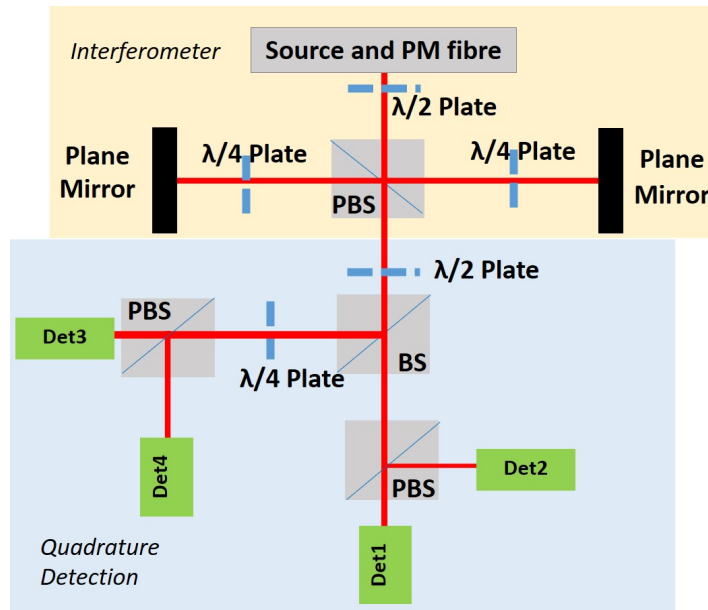 Interferometer
Source and PM fibre
λ/2 Plate
λ/4 Plate
λ/4 Plate
Plane
Mirror
Plane
Mirror
PBS
λ/2 Plate
PBS
Det3
λ/4 Plate
BS
Det4
Det2
PBS
Det1
Quadrature
Detection